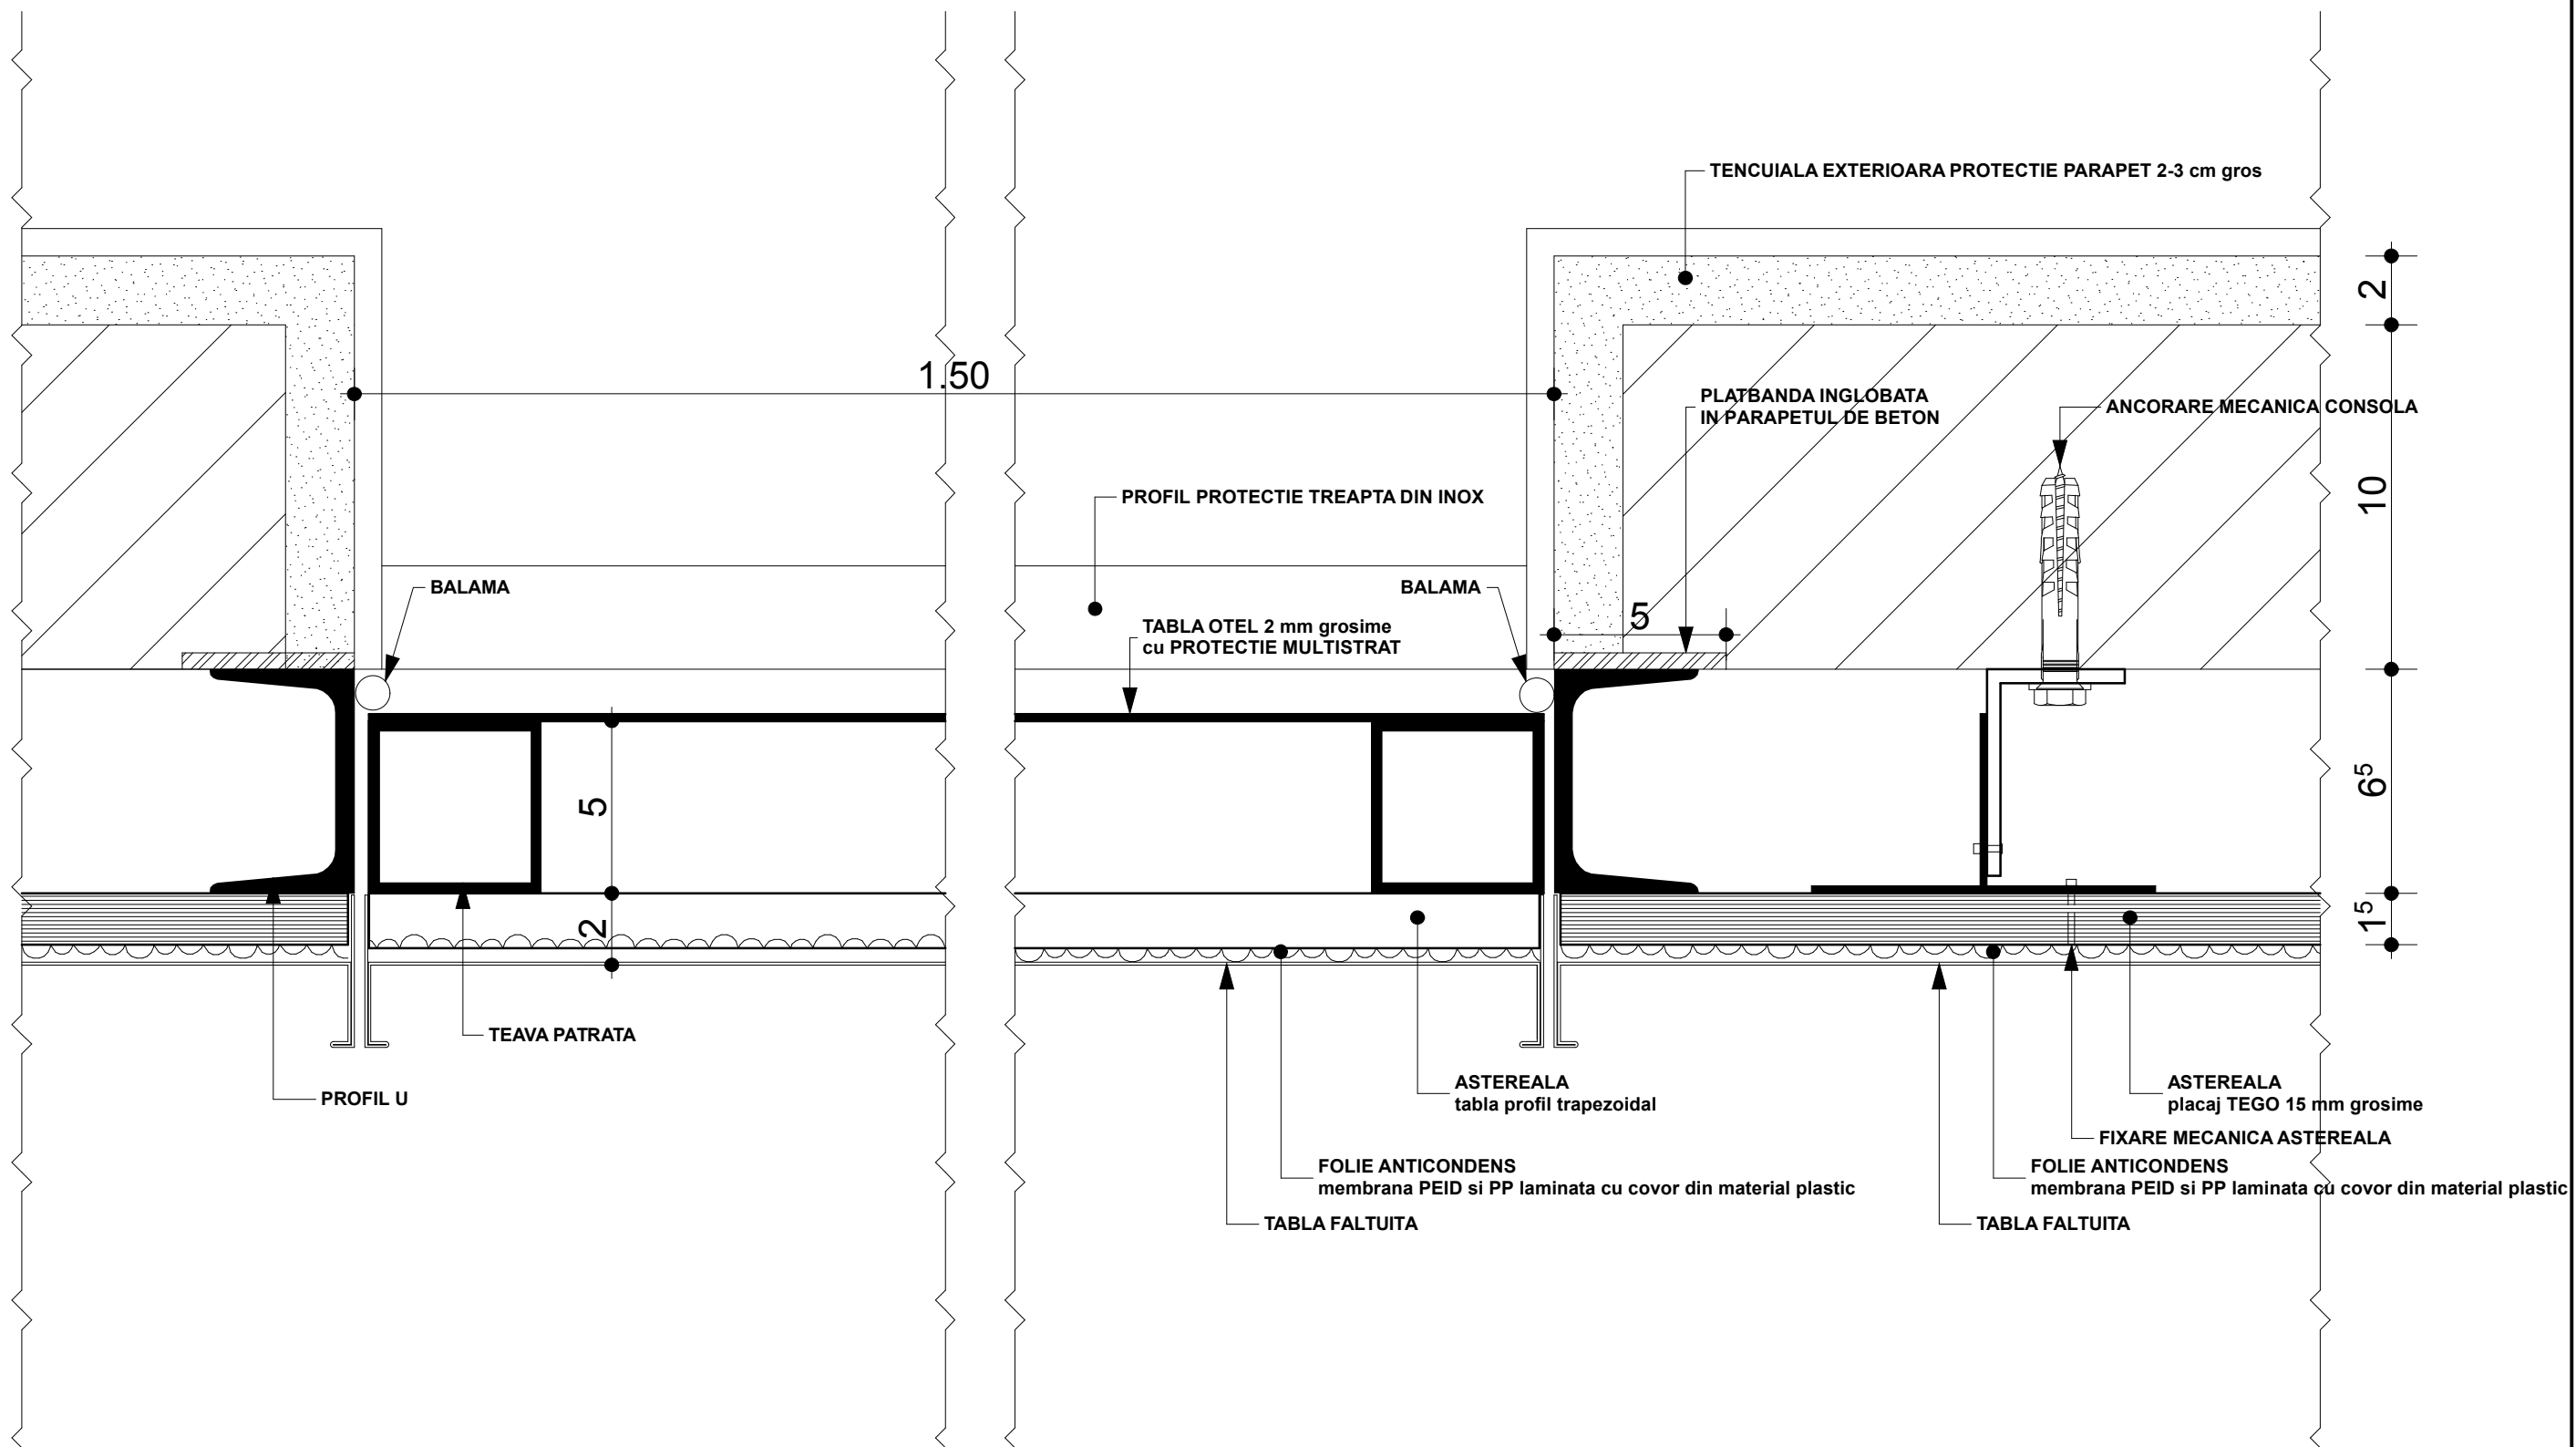 TENCUIALA EXTERIOARA PROTECTIE PARAPET 2-3 cm gros
2
1.50
PLATBANDA INGLOBATA
IN PARAPETUL DE BETON
ANCORARE MECANICA CONSOLA
10
PROFIL PROTECTIE TREAPTA DIN INOX
BALAMA
BALAMA
5
TABLA OTEL 2 mm grosime
cu PROTECTIE MULTISTRAT
5
6⁵
2
1⁵
TEAVA PATRATA
PROFIL U
ASTEREALA
tabla profil trapezoidal
ASTEREALA
placaj TEGO 15 mm grosime
FIXARE MECANICA ASTEREALA
FOLIE ANTICONDENS
membrana PEID si PP laminata cu covor din material plastic
FOLIE ANTICONDENS
membrana PEID si PP laminata cu covor din material plastic
TABLA FALTUITA
TABLA FALTUITA